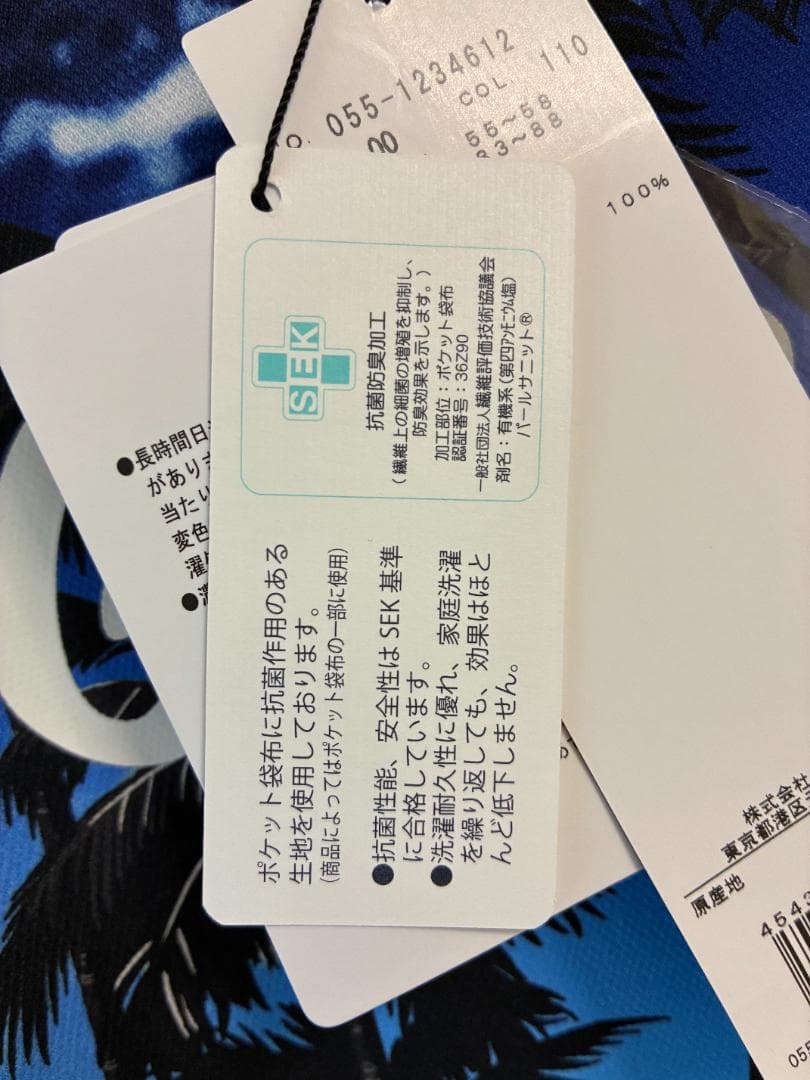 055-1234612
COL. 110
55~58
83~88
100%
SEK
抗菌防臭加工
(繊維上の細菌の増殖を抑制し、
防臭効果を示します。)
加工部位：ポケット袋布
認証番号：36Z90
一般社団法人繊維評価技術協議会
剤名：有機系(第四アンモニウム塩)
パールサニット®
ポケット袋布に抗菌作用のある
生地を使用しております。
(商品によってはポケット袋布の一部に使用)
●抗菌性能、安全性は SEK 基準
に合格しています。
●洗濯耐久性に優れ、家庭洗濯
を繰り返しても、効果はほと
んど低下しません。
●長時間日
があり
当たり
変色
濯
株式会社
東京都港区
原産地
4543
055